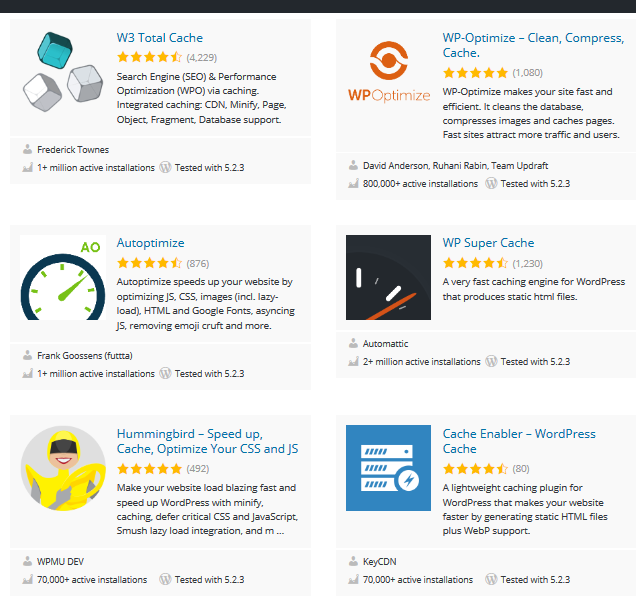 W3 Total Cache
(4,229)
Search Engine (SEO) & Performance
Optimization (WPO) via caching.
Integrated caching: CDN, Minify, Page,
Object, Fragment, Database support.
Frederick Townes
1+ million active installations
Tested with 5.2.3
WPOptimize
WP-Optimize – Clean, Compress,
Cache.
(1,080)
WP-Optimize makes your site fast and
efficient. It cleans the database,
compresses images and caches pages.
Fast sites attract more traffic and users.
David Anderson, Ruhani Rabin, Team Updraft
800,000+ active installations
Tested with 5.2.3
AO
Autoptimize
(876)
Autoptimize speeds up your website by
optimizing JS, CSS, images (incl. lazy-
load), HTML and Google Fonts, asyncing
JS, removing emoji cruft and more.
Frank Goossens (futtta)
1+ million active installations
Tested with 5.2.3
WP Super Cache
(1,230)
A very fast caching engine for WordPress
that produces static html files.
Automattic
2+ million active installations
Tested with 5.2.3
Hummingbird – Speed up,
Cache, Optimize Your CSS and JS
(492)
Make your website load blazing fast and
speed up WordPress with minify,
caching, defer critical CSS and JavaScript,
Smush lazy load integration, and m ...
WPMU DEV
70,000+ active installations
Tested with 5.2.3
Cache Enabler – WordPress
Cache
(80)
A lightweight caching plugin for
WordPress that makes your website
faster by generating static HTML files
plus WebP support.
KeyCDN
70,000+ active installations
Tested with 5.2.3